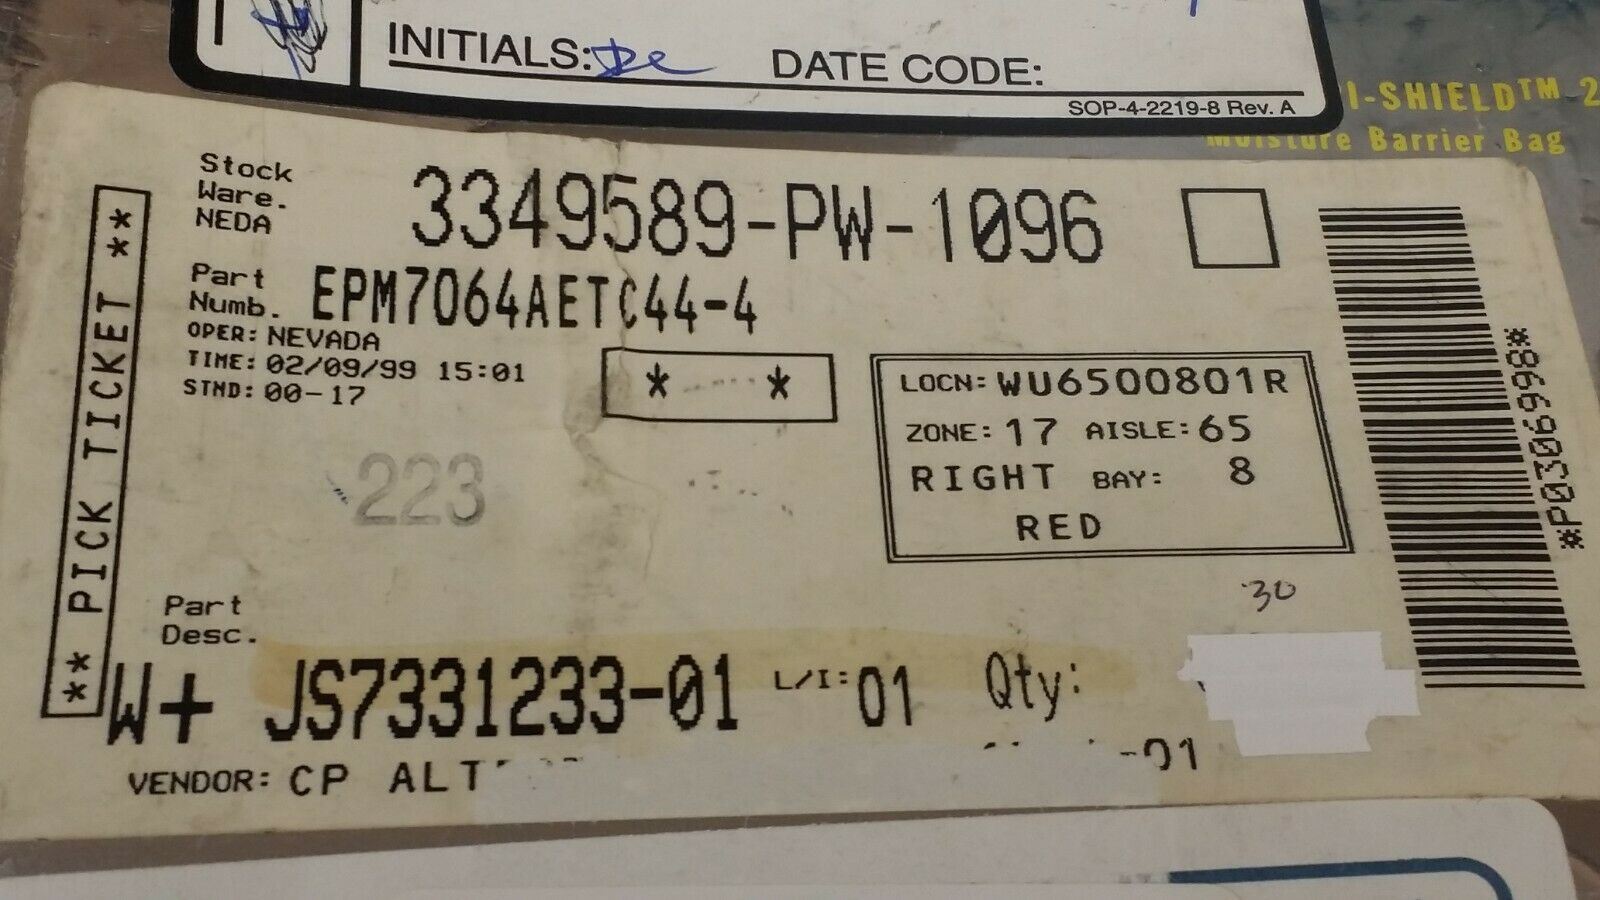 INITIALS: DATE CODE:
SOP-4-2219-8 Rev. A
I-SHIELD™ 2
Moisture Barrier Bag
** PICK TICKET **
Stock
Ware.
NEDA
3349589-PW-1096
Part
Numb. EPM7064AETC44-4
OPER: NEVADA
TIME: 02/09/99 15:01
STND: 00-17
* *
LOCN: WU6500801R
ZONE: 17 AISLE: 65
RIGHT BAY: 8
RED
*P03069998*
223
30
Part
Desc.
W+ JS7331233-01 L/I: 01 Qty:
-01
VENDOR: CP ALT